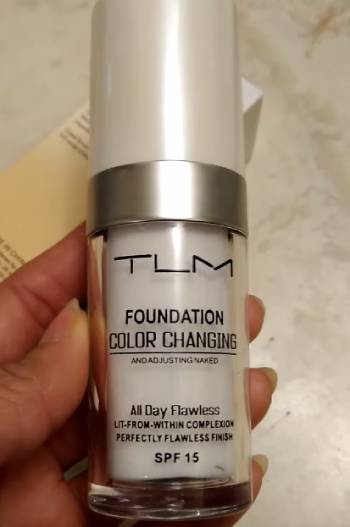 TLM
FOUNDATION
COLOR CHANGING
AND ADJUSTING NAKED
All Day Flawless
LIT-FROM-WITHIN COMPLEXION
PERFECTLY FLAWLESS FINISH
SPF 15